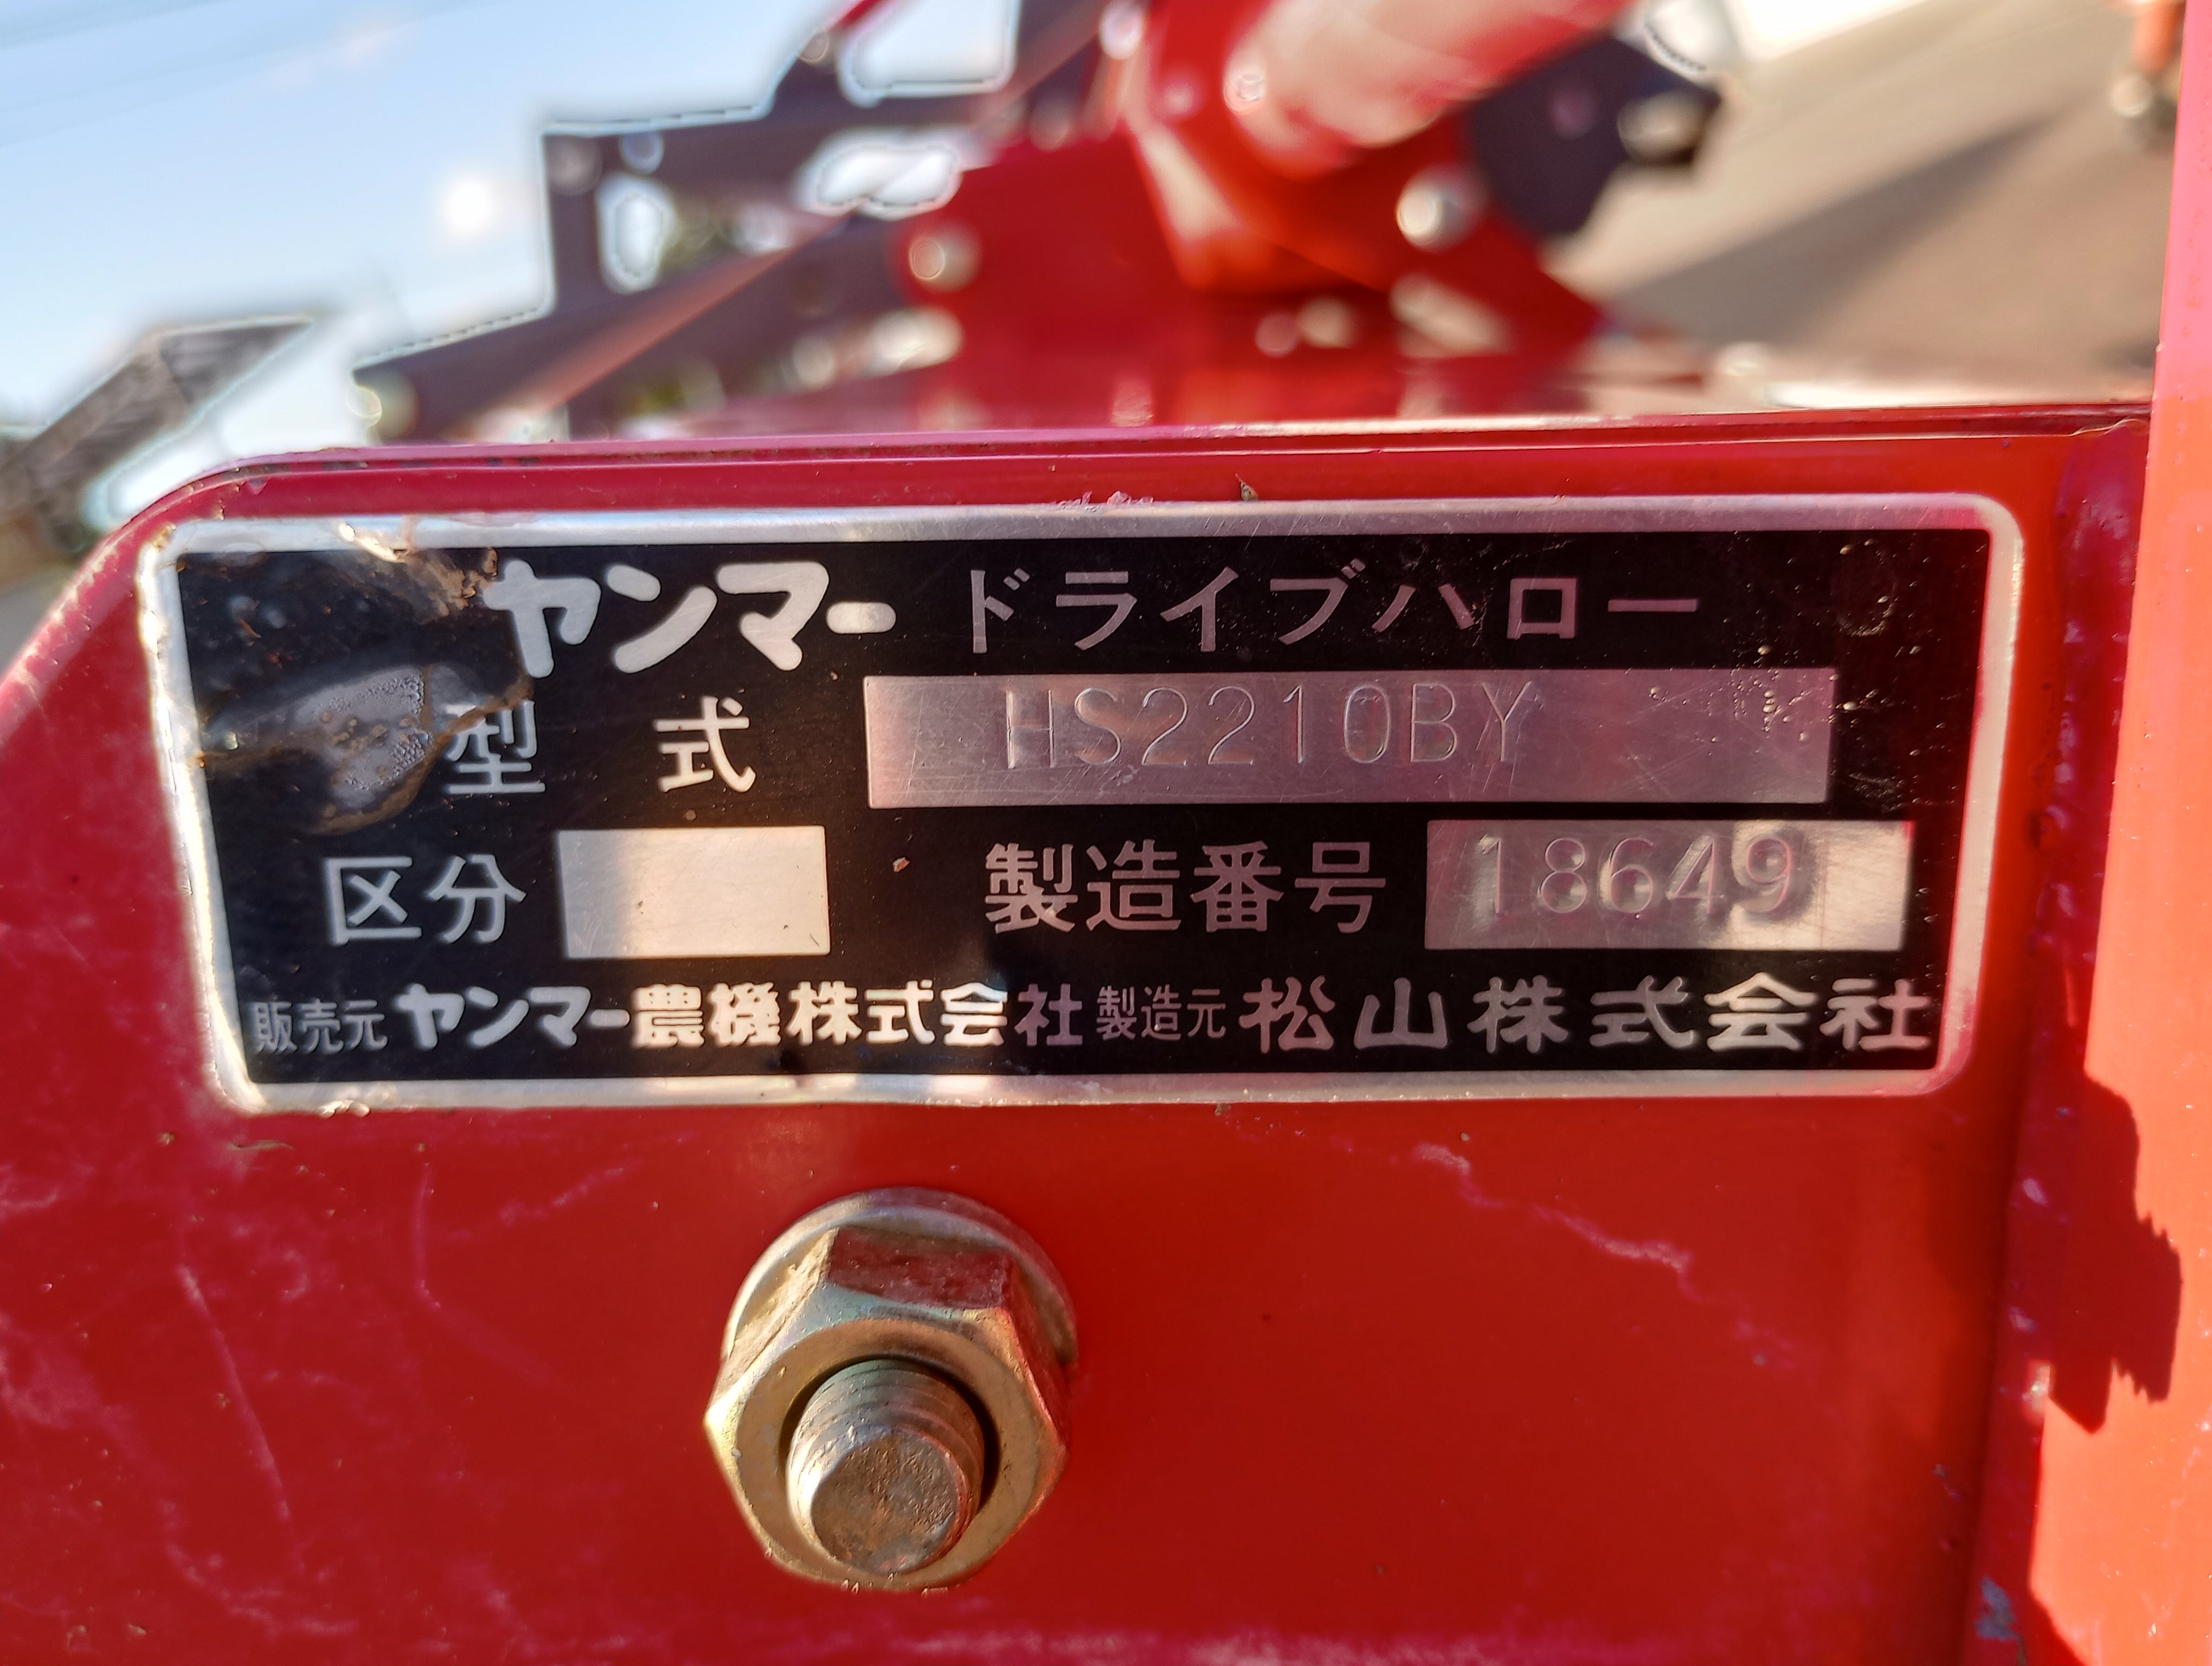 ヤンマー ドライブハロー
型式 HS2210BY
区分 製造番号 18649
販売元 ヤンマー農機株式会社 製造元 松山株式会社